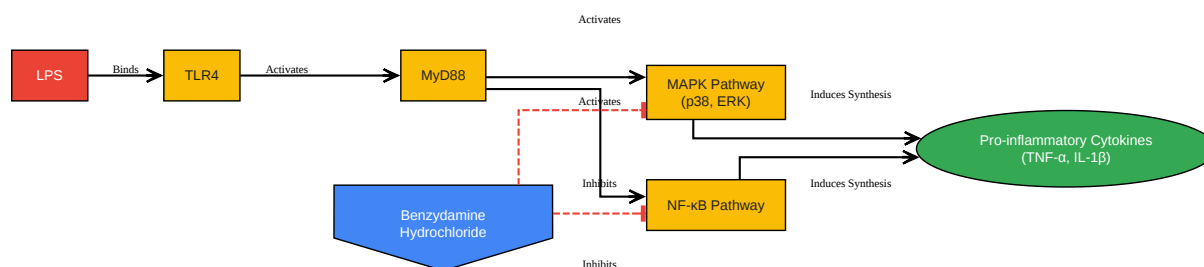 Activates
LPS
Binds
TLR4
Activates
MyD88
MAPK Pathway
(p38, ERK)
Activates
Induces Synthesis
Pro-inflammatory Cytokines
(TNF-α, IL-1β)
Inhibits
NF-κB Pathway
Induces Synthesis
Benzydamine
Hydrochloride
Inhibits